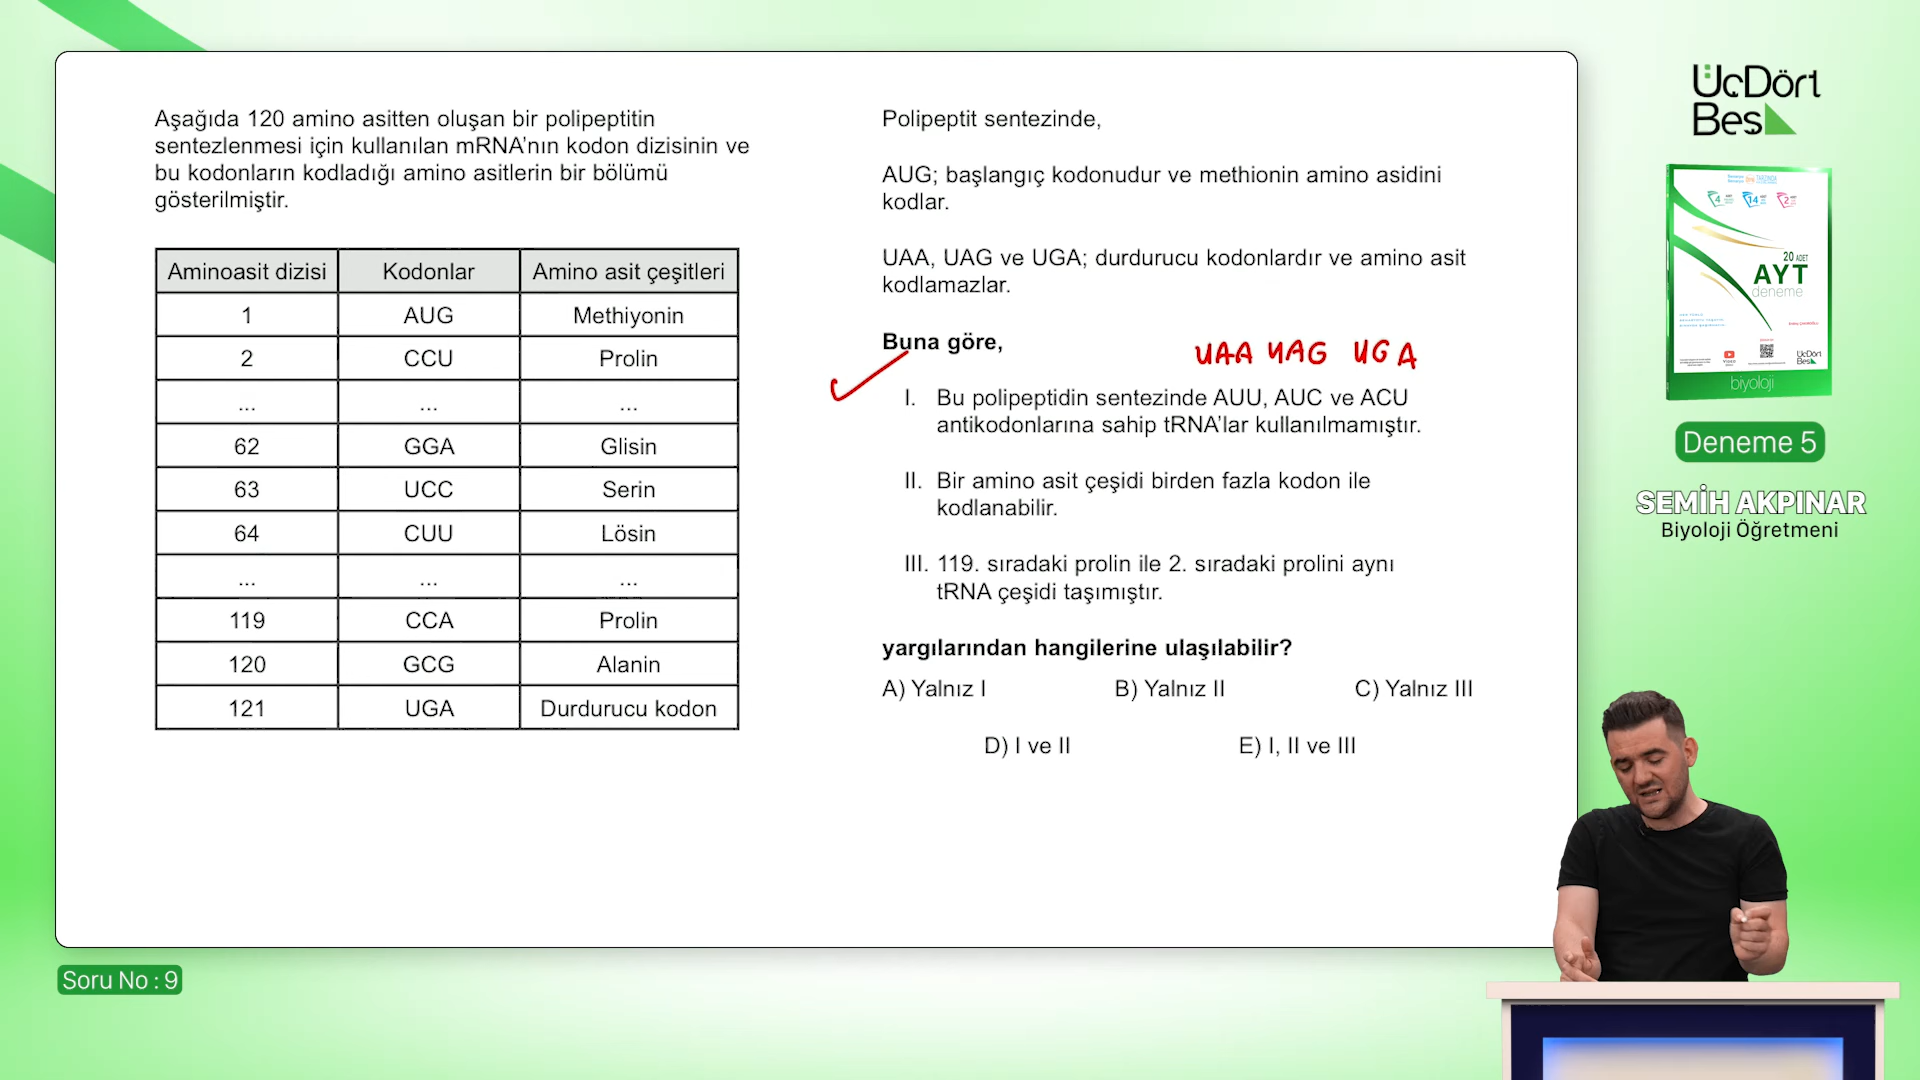 Aşağıda 120 amino asitten oluşan bir polipeptitin
sentezlenmesi için kullanılan mRNA’nın kodon dizisinin ve
bu kodonların kodladığı amino asitlerin bir bölümü
gösterilmiştir.
Aminoasit dizisi Kodonlar Amino asit çeşitleri
1 AUG Methiyonin
2 CCU Prolin
... ... ...
62 GGA Glisin
63 UCC Serin
64 CUU Lösin
... ... ...
119 CCA Prolin
120 GCG Alanin
121 UGA Durdurucu kodon
Polipeptit sentezinde,
AUG; başlangıç kodonudur ve methionin amino asidini
kodlar.
UAA, UAG ve UGA; durdurucu kodonlardır ve amino asit
kodlamazlar.
Buna göre,
UAA UAG UGA
I. Bu polipeptidin sentezinde AUU, AUC ve ACU
antikodonlarına sahip tRNA’lar kullanılmamıştır.
II. Bir amino asit çeşidi birden fazla kodon ile
kodlanabilir.
III. 119. sıradaki prolin ile 2. sıradaki prolini aynı
tRNA çeşidi taşımıştır.
yargılarından hangilerine ulaşılabilir?
A) Yalnız I B) Yalnız II C) Yalnız III
D) I ve II E) I, II ve III
ÜçDört
Beş
20 ADET
AYT
deneme
ÜçDört
Beş
biyoloji
Deneme 5
SEMİH AKPINAR
Biyoloji Öğretmeni
Soru No : 9